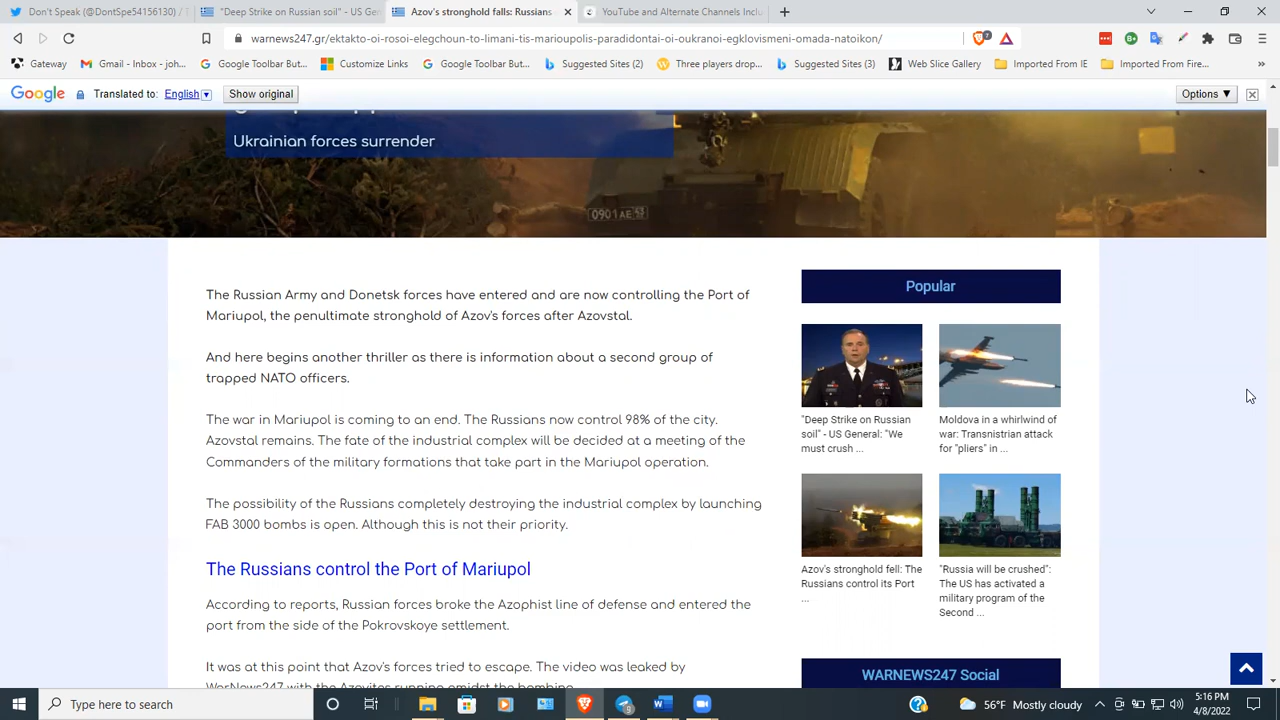 Don't Speak (@DontSpe54156130) /
"Deep Strike on Russian soil" - US Gen
Azov's stronghold falls: Russians
YouTube and Alternate Channels Inclu
warnews247.gr/ektakto-oi-rosoi-elegchoun-to-limani-tis-marioupolis-paradidontai-oi-oukranoi-egklovismeni-omada-natoikon/
Gateway
Gmail - Inbox - joh...
Google Toolbar But...
Customize Links
Google Toolbar But...
Suggested Sites (2)
Three players drop...
Suggested Sites (3)
Web Slice Gallery
Imported From IE
Imported From Fire...
Google
Translated to: English
Show original
Options ▼
Ukrainian forces surrender
0901AE
The Russian Army and Donetsk forces have entered and are now controlling the Port of
Mariupol, the penultimate stronghold of Azov's forces after Azovstal.
And here begins another thriller as there is information about a second group of
trapped NATO officers.
The war in Mariupol is coming to an end. The Russians now control 98% of the city.
Azovstal remains. The fate of the industrial complex will be decided at a meeting of the
Commanders of the military formations that take part in the Mariupol operation.
The possibility of the Russians completely destroying the industrial complex by launching
FAB 3000 bombs is open. Although this is not their priority.
The Russians control the Port of Mariupol
According to reports, Russian forces broke the Azophist line of defense and entered the
port from the side of the Pokrovskoye settlement.
It was at this point that Azov's forces tried to escape. The video was leaked by
WarNews247 with the Azovites running amidst the bombing.
Popular
"Deep Strike on Russian
soil" - US General: "We
must crush ...
Moldova in a whirlwind of
war: Transnistrian attack
for "pliers" in ...
Azov's stronghold fell: The
Russians control its Port
...
"Russia will be crushed":
The US has activated a
military program of the
Second ...
WARNEWS247 Social
Type here to search
56°F Mostly cloudy
5:16 PM
4/8/2022